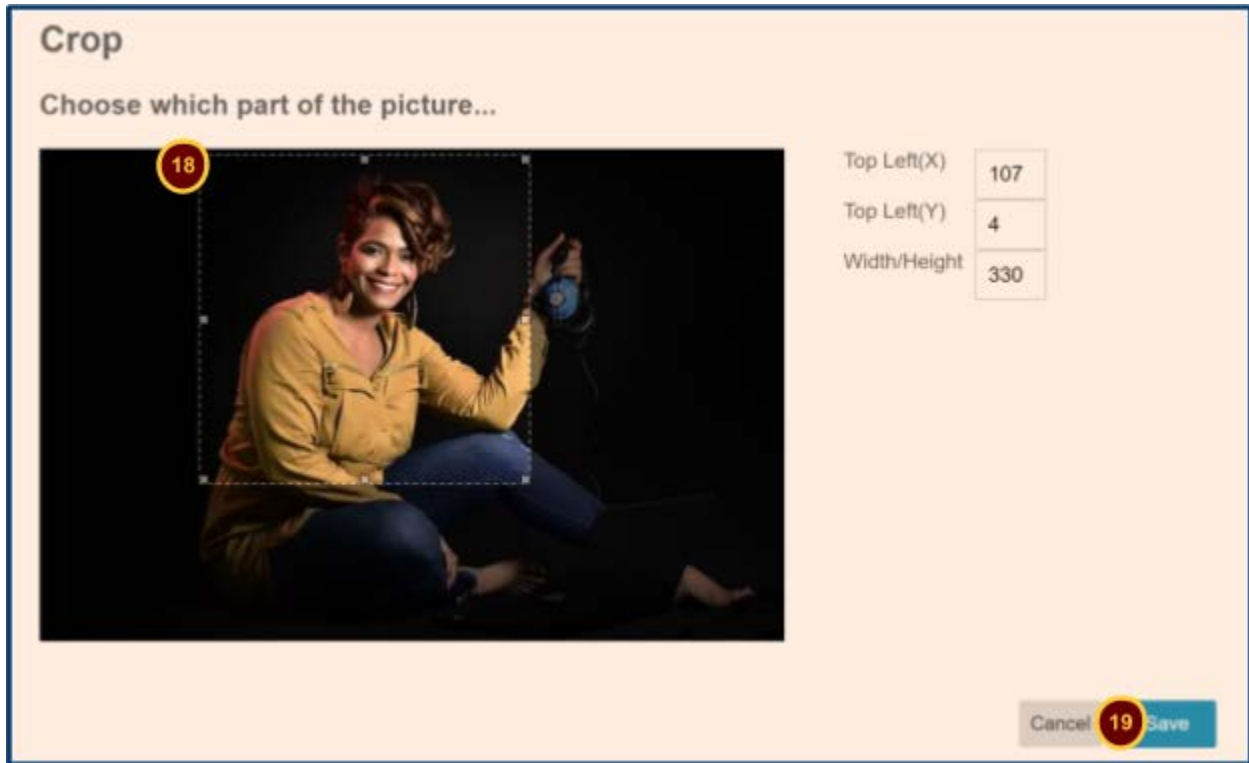 Crop
Choose which part of the picture...
18
Top Left(X) 107
Top Left(Y) 4
Width/Height 330
Cancel 19 Save